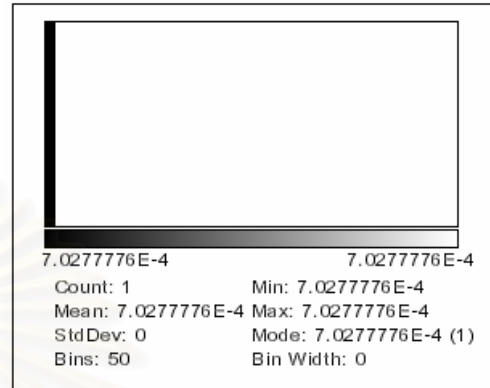 7.0277776E-4 7.0277776E-4
Count: 1 Min: 7.0277776E-4
Mean: 7.0277776E-4 Max: 7.0277776E-4
StdDev: 0 Mode: 7.0277776E-4 (1)
Bins: 50 Bin Width: 0